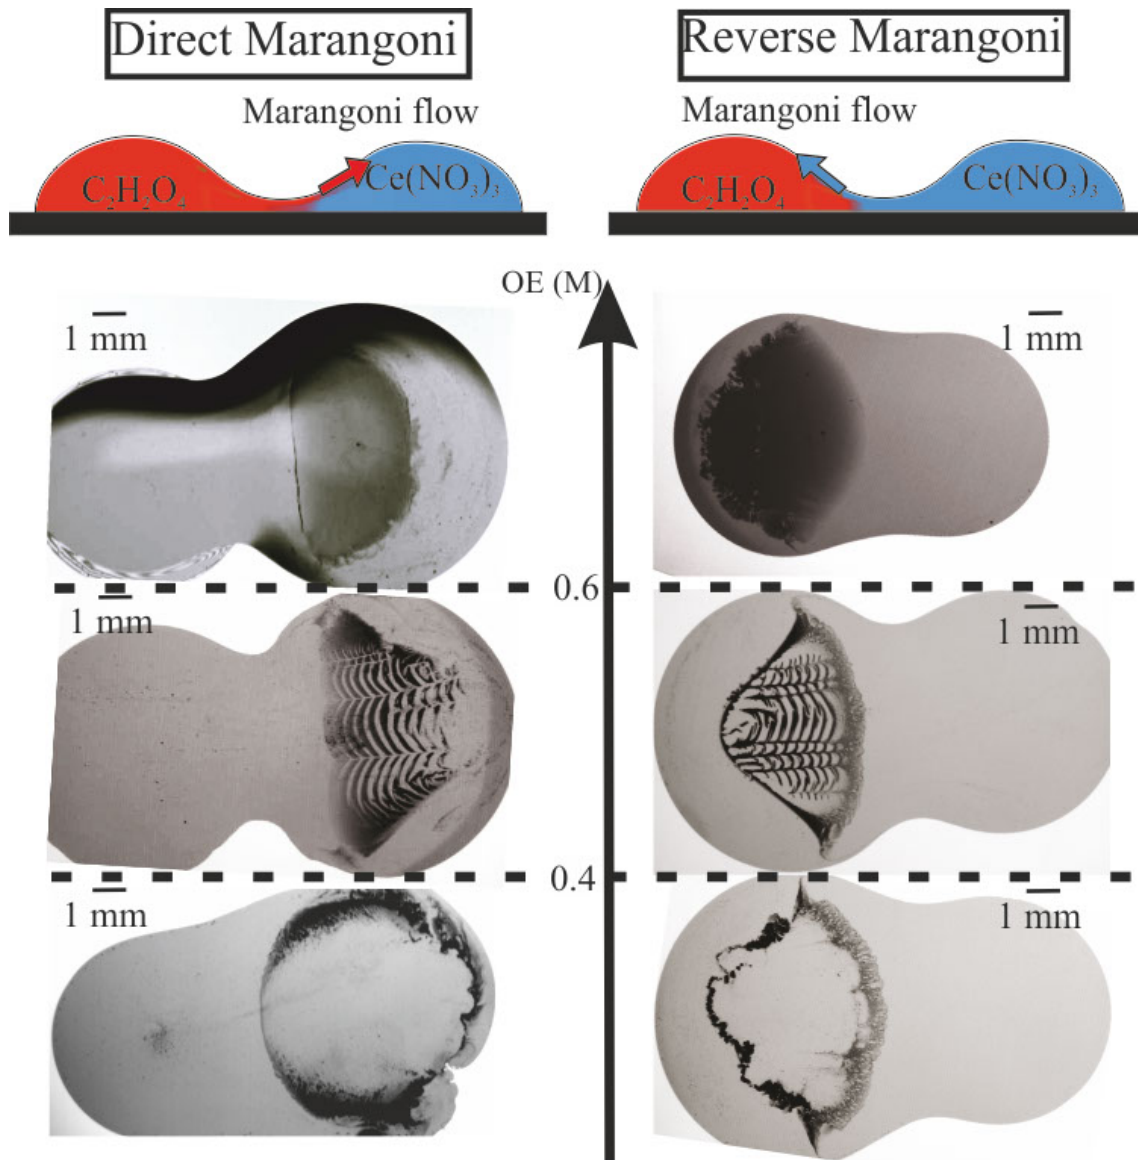 Direct Marangoni
Reverse Marangoni
Marangoni flow
Marangoni flow
C₂H₂O₄
Ce(NO₃)₃
C₂H₂O₄
Ce(NO₃)₃
OE (M)
1 mm
1 mm
0.6
1 mm
1 mm
0.4
1 mm
1 mm